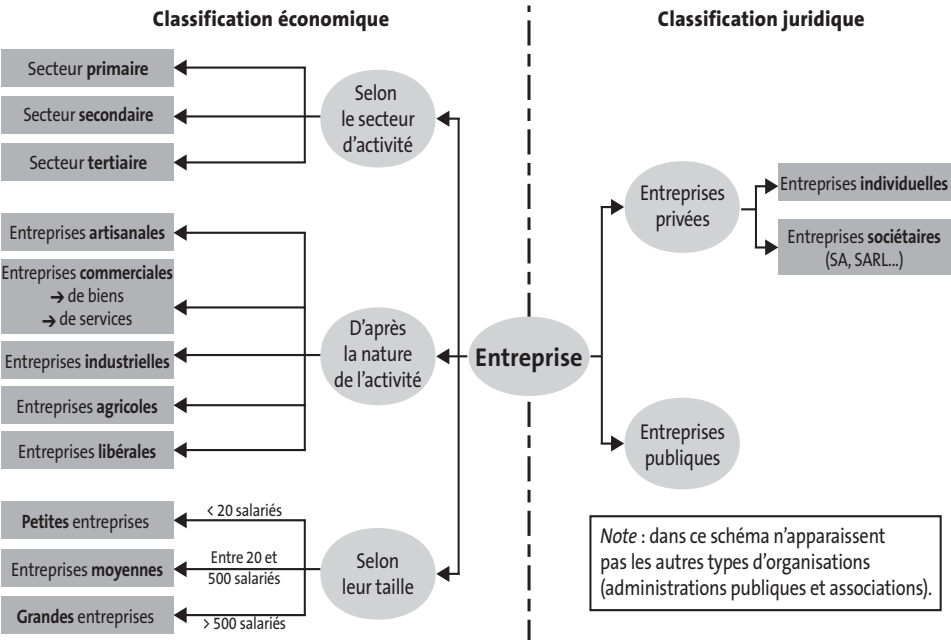 Classification économique
Secteur primaire
Secteur secondaire
Secteur tertiaire
Selon
le secteur
d'activité
Entreprises artisanales
Entreprises commerciales
→ de biens
→ de services
Entreprises industrielles
Entreprises agricoles
Entreprises libérales
D'après
la nature
de l'activité
Petites entreprises
< 20 salariés
Entreprises moyennes
Entre 20 et
500 salariés
Grandes entreprises
> 500 salariés
Selon
leur taille
Entreprise
Classification juridique
Entreprises
privées
Entreprises individuelles
Entreprises sociétaires
(SA, SARL...)
Entreprises
publiques
Note : dans ce schéma n'apparaissent
pas les autres types d'organisations
(administrations publiques et associations).